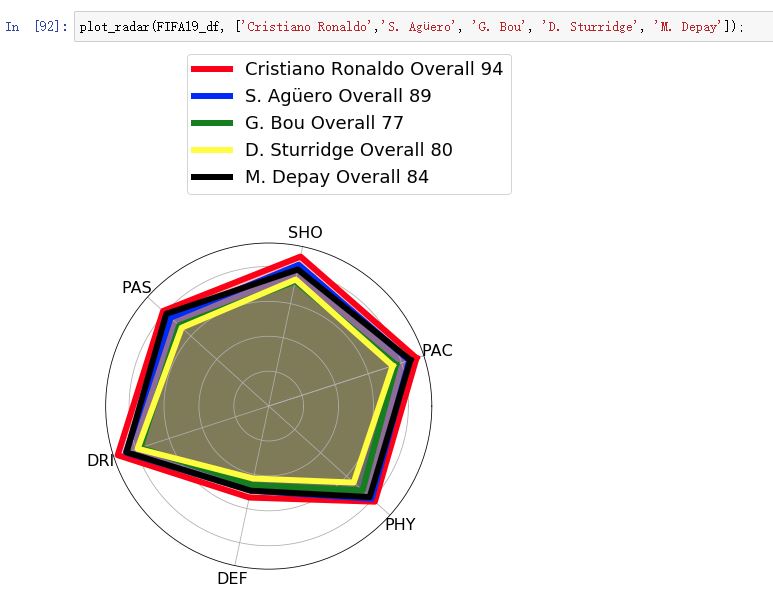 In [92]: plot_radar(FIFA19_df, ['Cristiano Ronaldo','S. Agüero', 'G. Bou', 'D. Sturridge', 'M. Depay']);
Cristiano Ronaldo Overall 94
S. Agüero Overall 89
G. Bou Overall 77
D. Sturridge Overall 80
M. Depay Overall 84
SHO
PAS
PAC
DRI
PHY
DEF